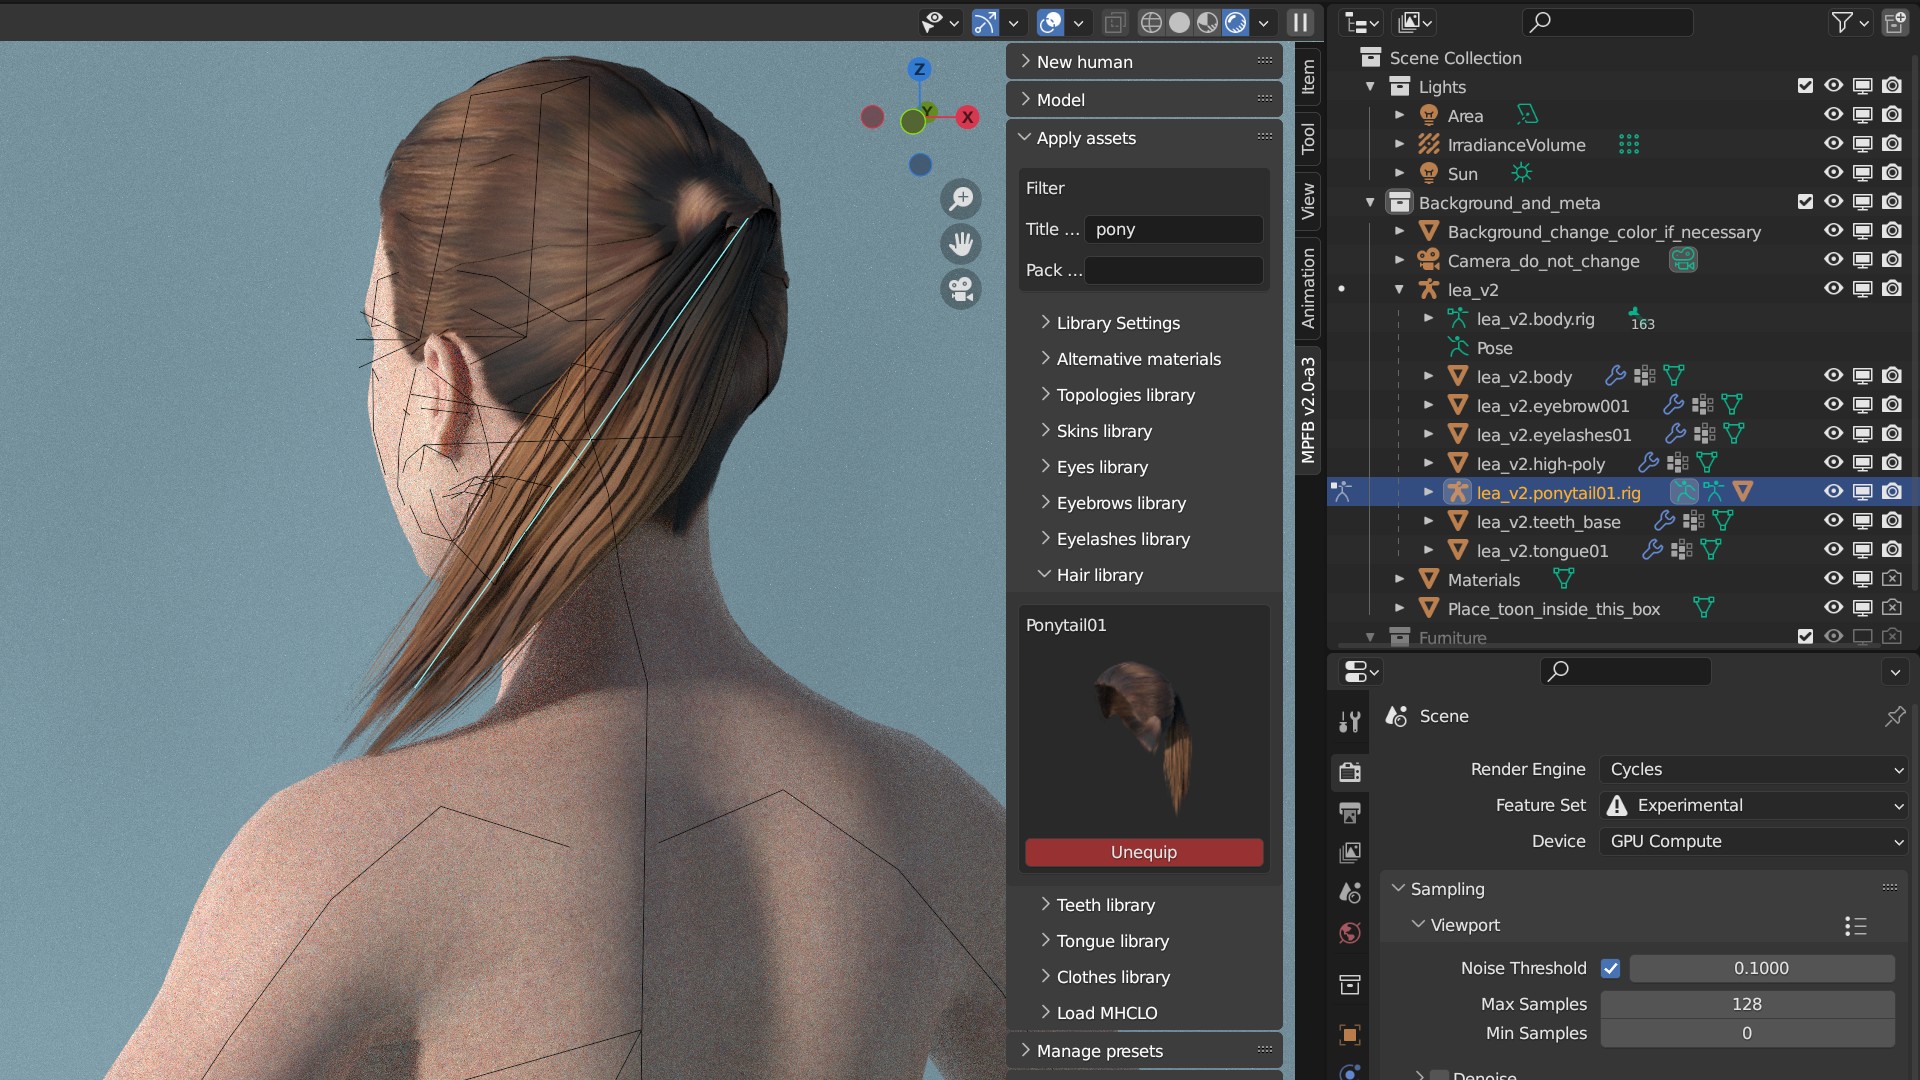 Z
Y
X
New human
Model
Apply assets
Filter
Title ... pony
Pack ...
Library Settings
Alternative materials
Topologies library
Skins library
Eyes library
Eyebrows library
Eyelashes library
Hair library
Ponytail01
Unequip
Teeth library
Tongue library
Clothes library
Load MHCLO
Manage presets
Item
Tool
View
Animation
MPFB v2.0-a3
Scene Collection
Lights
Area
IrradianceVolume
Sun
Background_and_meta
Background_change_color_if_necessary
Camera_do_not_change
lea_v2
lea_v2.body.rig 163
Pose
lea_v2.body
lea_v2.eyebrow001
lea_v2.eyelashes01
lea_v2.high-poly
lea_v2.ponytail01.rig
lea_v2.teeth_base
lea_v2.tongue01
Materials
Place_toon_inside_this_box
Furniture
Scene
Render Engine Cycles
Feature Set Experimental
Device GPU Compute
Sampling
Viewport
Noise Threshold 0.1000
Max Samples 128
Min Samples 0
Denoise